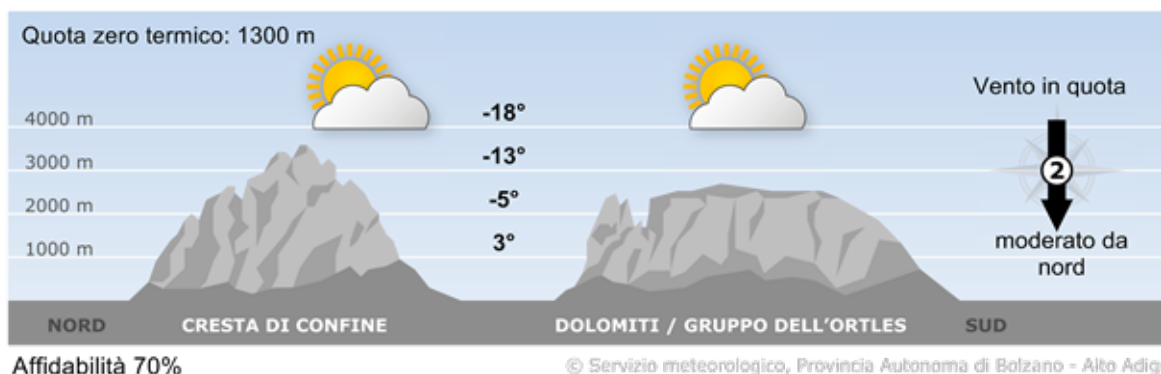 Quota zero termico: 1300 m
Vento in quota
4000 m
-18°
3000 m
-13°
2
2000 m
-5°
1000 m
3°
moderato da
nord
NORD
CRESTA DI CONFINE
DOLOMITI / GRUPPO DELL'ORTLES
SUD
Affidabilità 70%
© Servizio meteorologico, Provincia Autonoma di Bolzano - Alto Adig